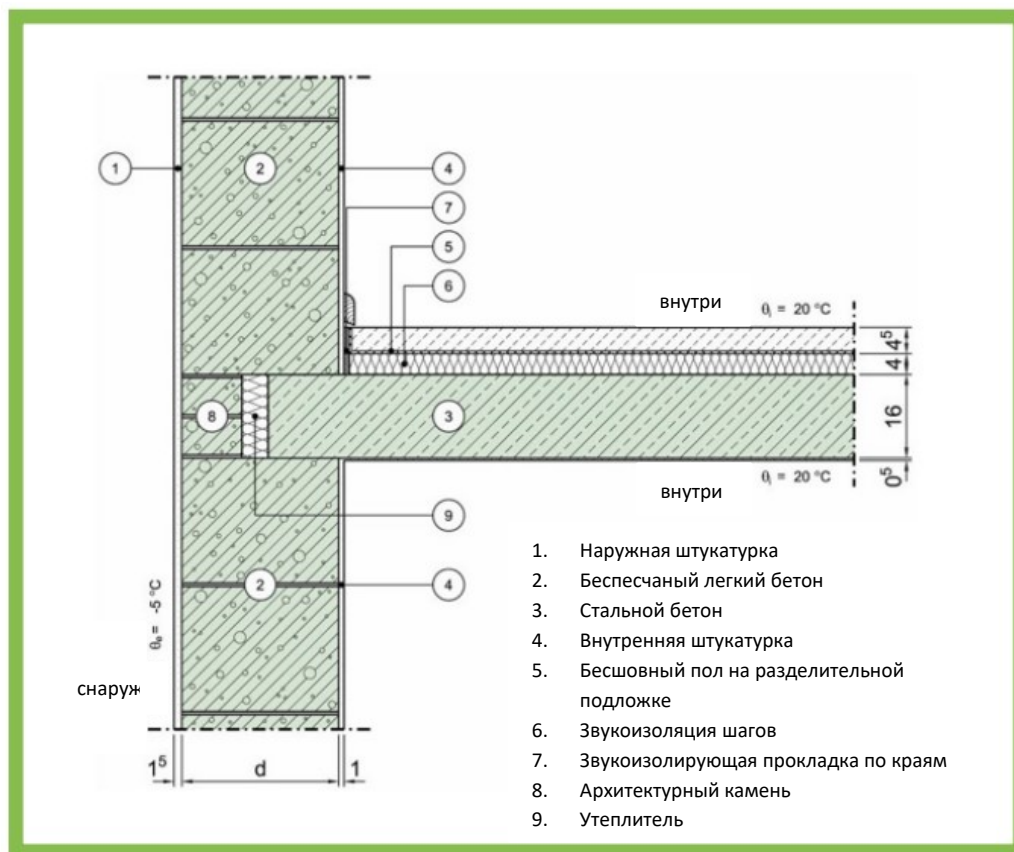 1
2
4
7
5
6
внутри
θi = 20 °C
4⁵
4
8
3
16
внутри
θi = 20 °C
0⁵
9
2
4
θe = -5 °C
снаруж
1⁵
d
1
1. Наружная штукатурка
2. Беспесчаный легкий бетон
3. Стальной бетон
4. Внутренняя штукатурка
5. Бесшовный пол на разделительной
подложке
6. Звукоизоляция шагов
7. Звукоизолирующая прокладка по краям
8. Архитектурный камень
9. Утеплитель